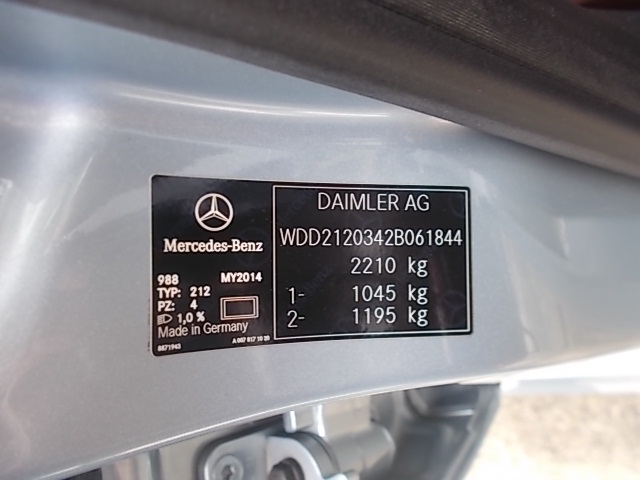 Mercedes-Benz
988 MY2014
TYP: 212
PZ: 4
1,0 %
Made in Germany
DAIMLER AG
WDD2120342B061844
2210 kg
1- 1045 kg
2- 1195 kg